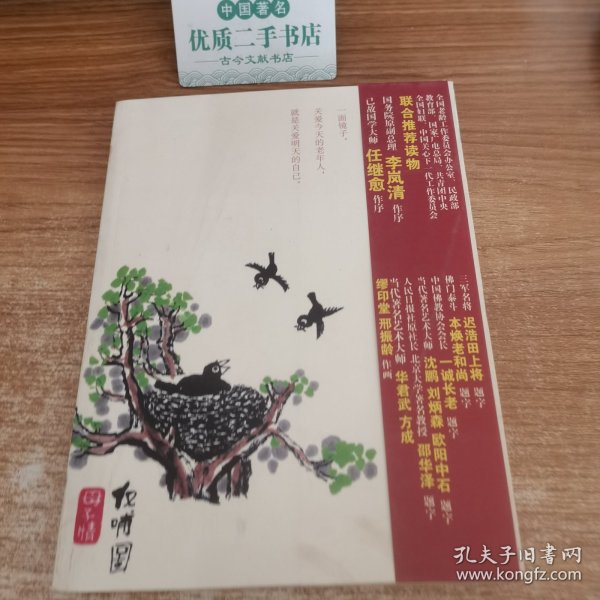 中国著名
优质二手书店
古今文献书店
全国老龄工作委员会办公室、民政部
教育部、国家广电总局、共青团中央
全国妇联、中国关心下一代工作委员会
联合推荐读物
国务院原副总理 李岚清 作序
已故国学大师 任继愈 作序
一面镜子，
关爱今天的老年人，
就是关爱明天的自己。
三军名将 迟浩田上将 题字
佛门泰斗 本焕老和尚 题字
中国佛教协会会长 一诚长老 题字
当代著名艺术大师 沈鹏 刘炳森 欧阳中石 题字
人民日报社原社长 北京大学著名教授 邵华泽 题字
当代著名艺术大师 华君武 方成
缪印堂 邢振龄 作画
反哺图
母子情
孔夫子旧书网
www.kongfz.com